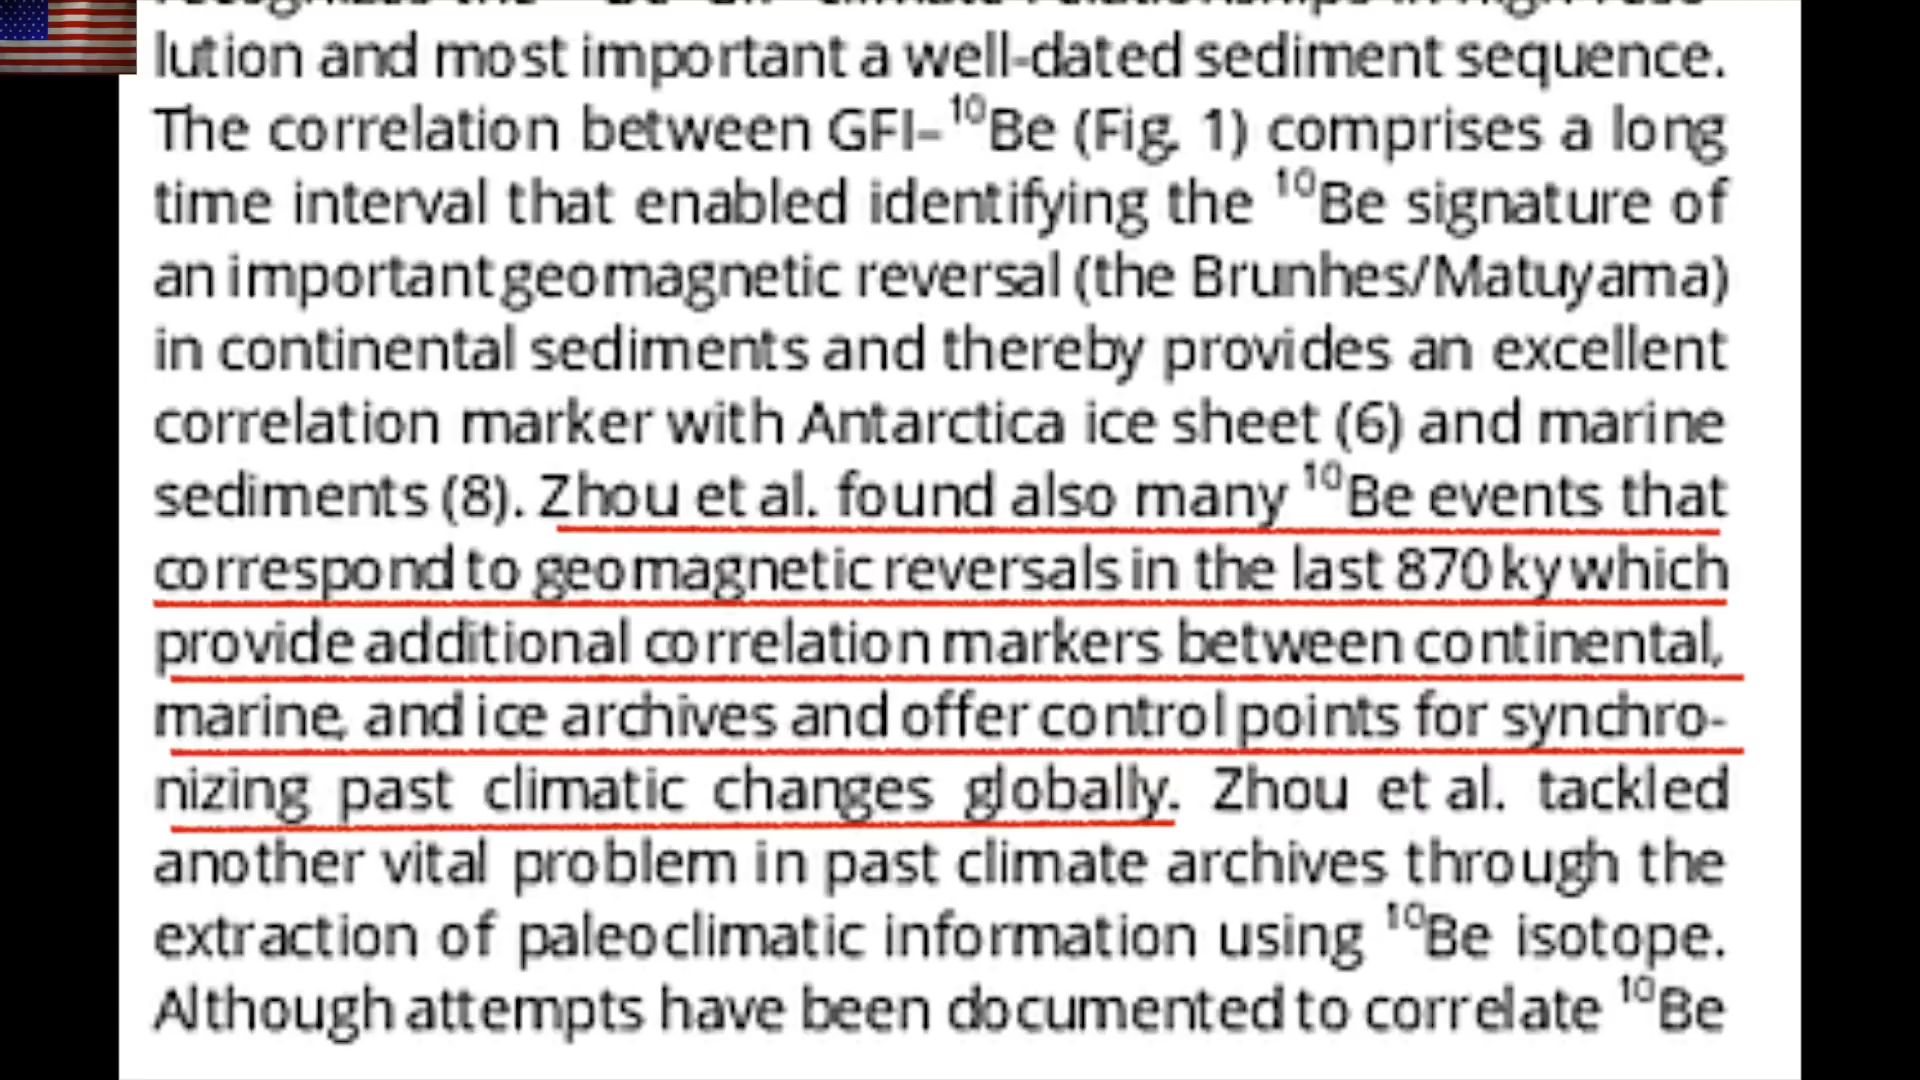 lution and most important a well-dated sediment sequence.
The correlation between GFI–¹⁰Be (Fig. 1) comprises a long
time interval that enabled identifying the ¹⁰Be signature of
an important geomagnetic reversal (the Brunhes/Matuyama)
in continental sediments and thereby provides an excellent
correlation marker with Antarctica ice sheet (6) and marine
sediments (8). Zhou et al. found also many ¹⁰Be events that
correspond to geomagnetic reversals in the last 870 ky which
provide additional correlation markers between continental,
marine, and ice archives and offer control points for synchro-
nizing past climatic changes globally. Zhou et al. tackled
another vital problem in past climate archives through the
extraction of paleoclimatic information using ¹⁰Be isotope.
Although attempts have been documented to correlate ¹⁰Be